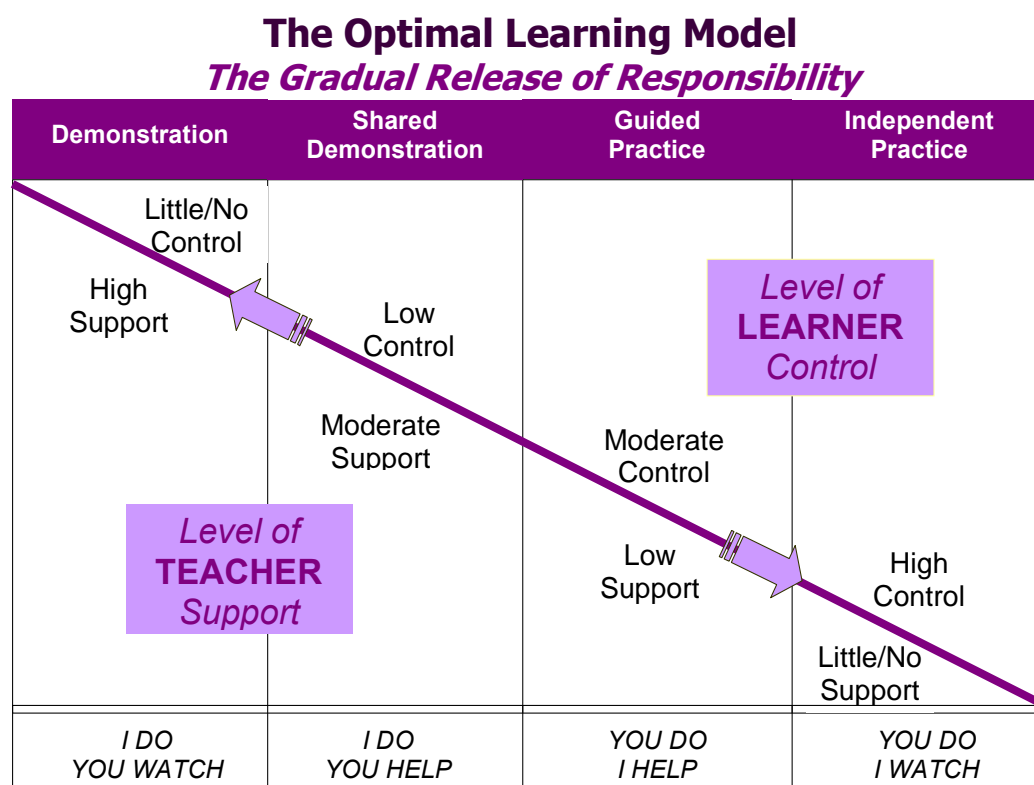 The Optimal Learning Model
The Gradual Release of Responsibility
Demonstration
Shared
Demonstration
Guided
Practice
Independent
Practice
Little/No
Control
High
Support
Low
Control
Moderate
Support
Level of
LEARNER
Control
Moderate
Control
Level of
TEACHER
Support
Low
Support
High
Control
Little/No
Support
I DO
YOU WATCH
I DO
YOU HELP
YOU DO
I HELP
YOU DO
I WATCH